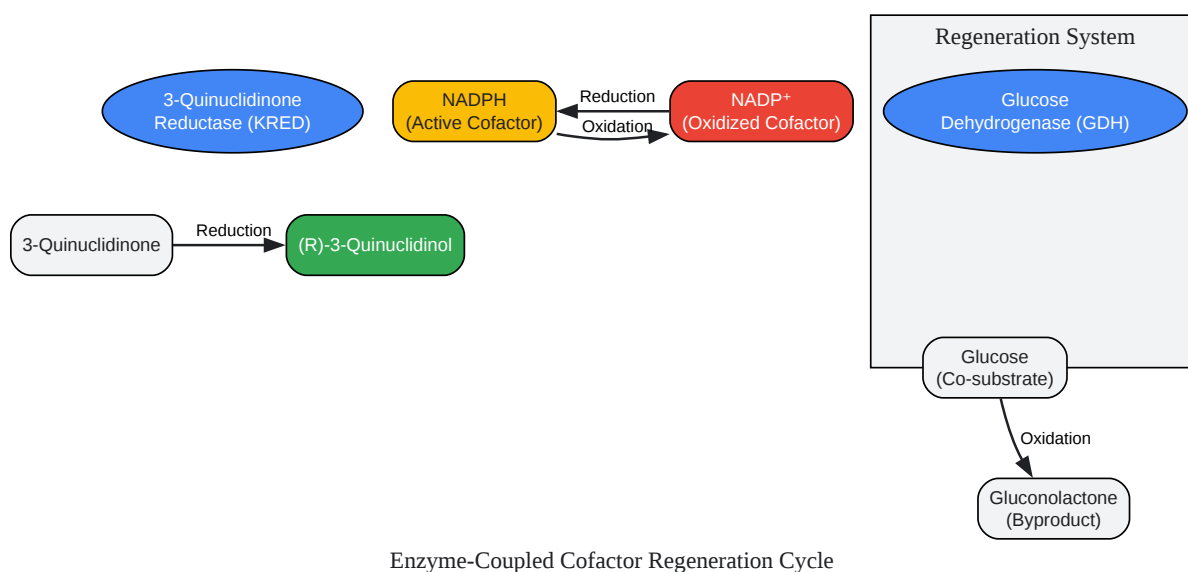 Regeneration System
3-Quinuclidinone
Reductase (KRED)
NADPH
(Active Cofactor)
Reduction
Oxidation
NADP⁺
(Oxidized Cofactor)
Glucose
Dehydrogenase (GDH)
3-Quinuclidinone
Reduction
(R)-3-Quinuclidinol
Glucose
(Co-substrate)
Oxidation
Gluconolactone
(Byproduct)
Enzyme-Coupled Cofactor Regeneration Cycle